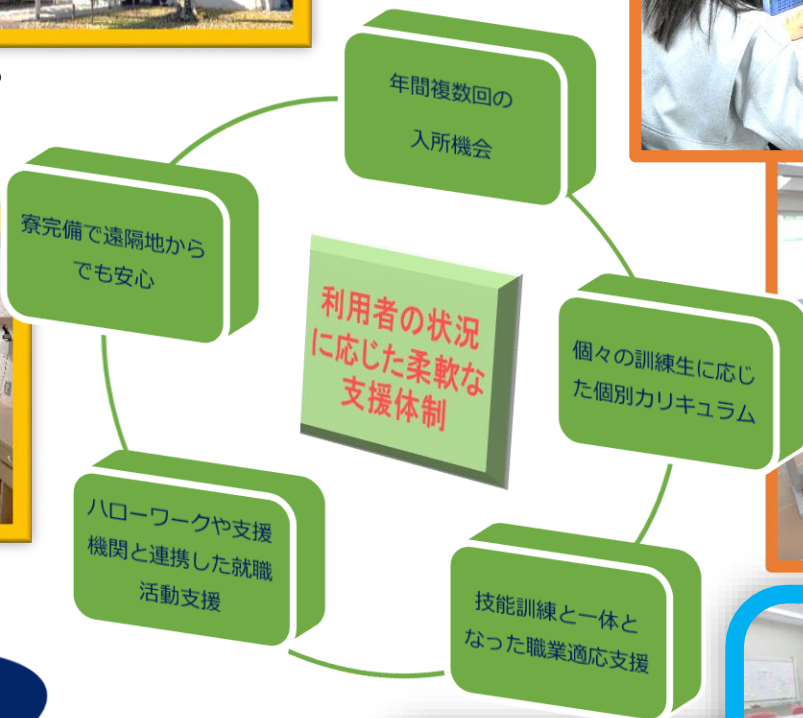 年間複数回の
入所機会
寮完備で遠隔地から
でも安心
利用者の状況
に応じた柔軟な
支援体制
個々の訓練生に応じ
た個別カリキュラム
ハローワークや支援
機関と連携した就職
活動支援
技能訓練と一体と
なった職業適応支援